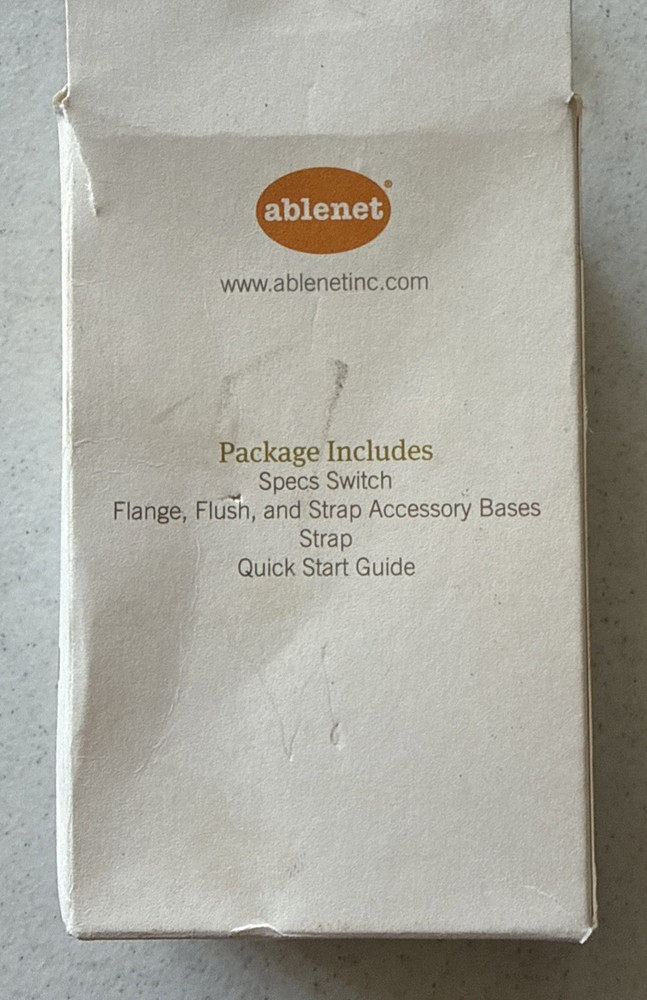 ablenet®
www.ablenetinc.com
Package Includes
Specs Switch
Flange, Flush, and Strap Accessory Bases
Strap
Quick Start Guide